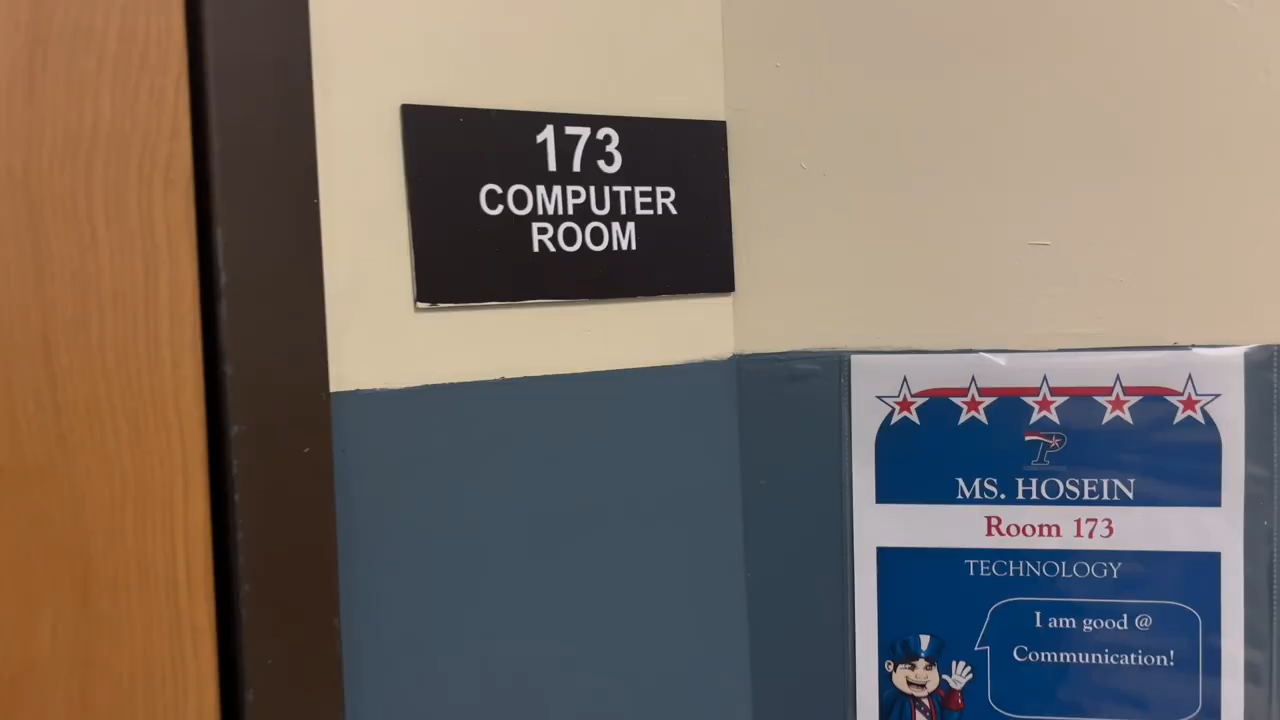 173
COMPUTER
ROOM
P
MS. HOSEIN
Room 173
TECHNOLOGY
I am good @
Communication!